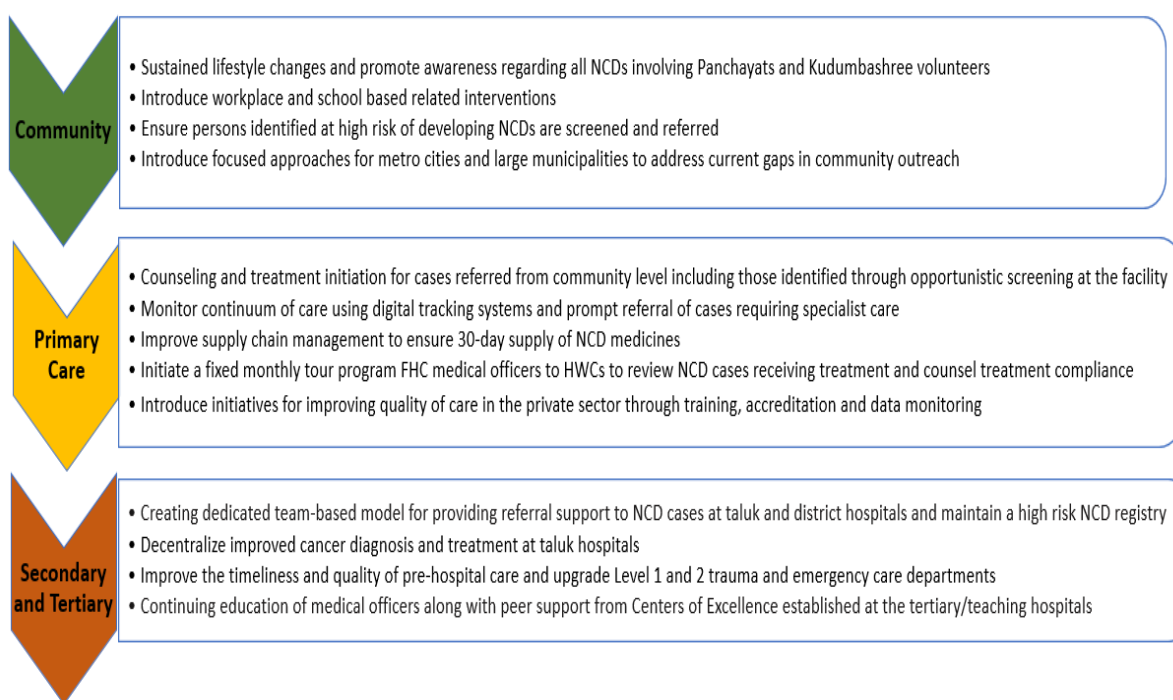 Community
• Sustained lifestyle changes and promote awareness regarding all NCDs involving Panchayats and Kudumbashree volunteers
• Introduce workplace and school based related interventions
• Ensure persons identified at high risk of developing NCDs are screened and referred
• Introduce focused approaches for metro cities and large municipalities to address current gaps in community outreach
Primary
Care
• Counseling and treatment initiation for cases referred from community level including those identified through opportunistic screening at the facility
• Monitor continuum of care using digital tracking systems and prompt referral of cases requiring specialist care
• Improve supply chain management to ensure 30-day supply of NCD medicines
• Initiate a fixed monthly tour program FHC medical officers to HWCs to review NCD cases receiving treatment and counsel treatment compliance
• Introduce initiatives for improving quality of care in the private sector through training, accreditation and data monitoring
Secondary
and Tertiary
• Creating dedicated team-based model for providing referral support to NCD cases at taluk and district hospitals and maintain a high risk NCD registry
• Decentralize improved cancer diagnosis and treatment at taluk hospitals
• Improve the timeliness and quality of pre-hospital care and upgrade Level 1 and 2 trauma and emergency care departments
• Continuing education of medical officers along with peer support from Centers of Excellence established at the tertiary/teaching hospitals